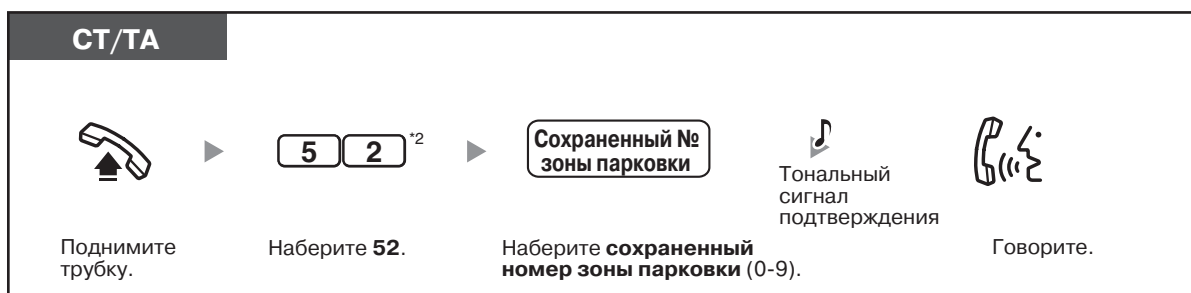 СТ/ТА
5 2 *2
Сохраненный №
зоны парковки
Тональный
сигнал
подтверждения
Поднимите
трубку.
Наберите 52.
Наберите сохраненный
номер зоны парковки (0-9).
Говорите.